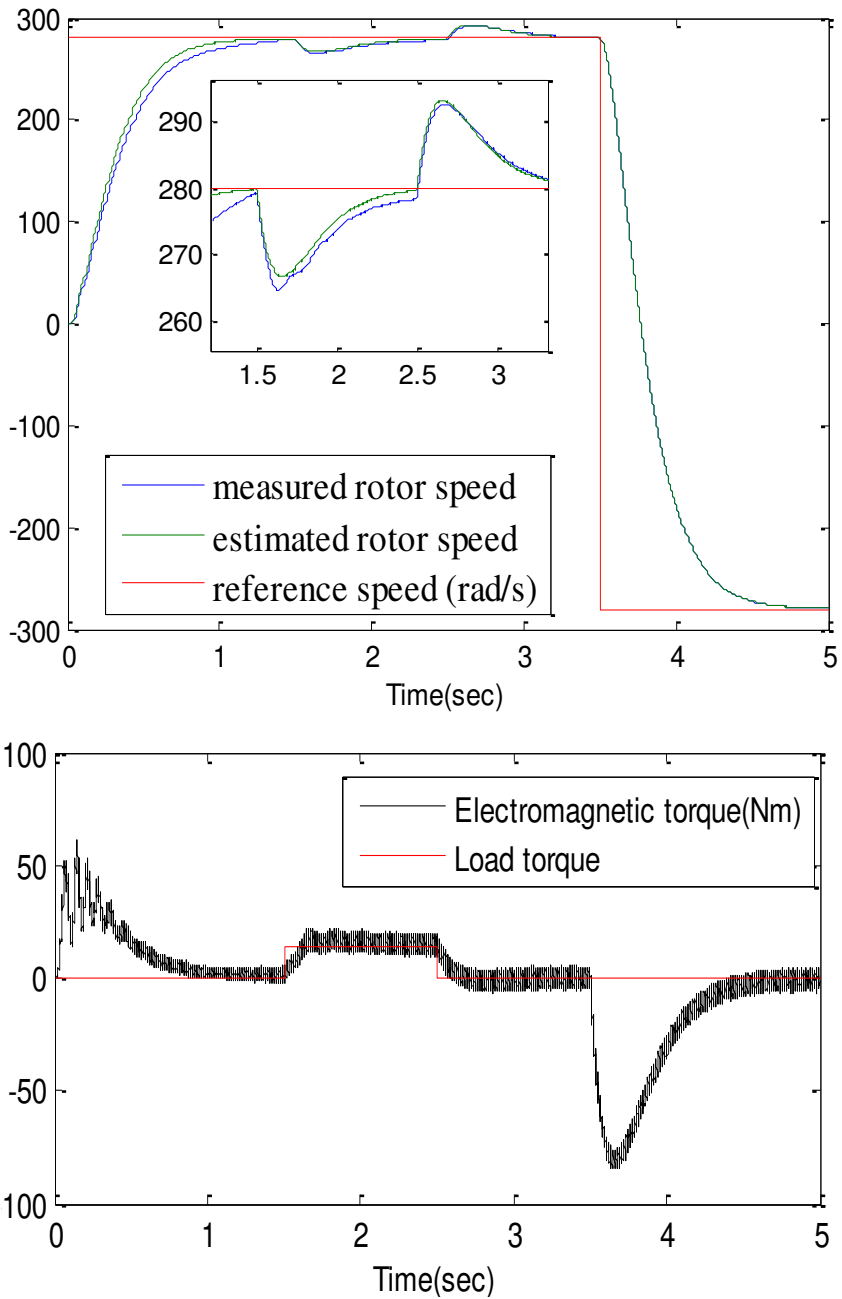 300
200
100
0
-100
-200
-300
290
280
270
260
1.5 2 2.5 3
measured rotor speed
estimated rotor speed
reference speed (rad/s)
0 1 2 3 4 5
Time(sec)
100
50
0
-50
100
Electromagnetic torque(Nm)
Load torque
0 1 2 3 4 5
Time(sec)